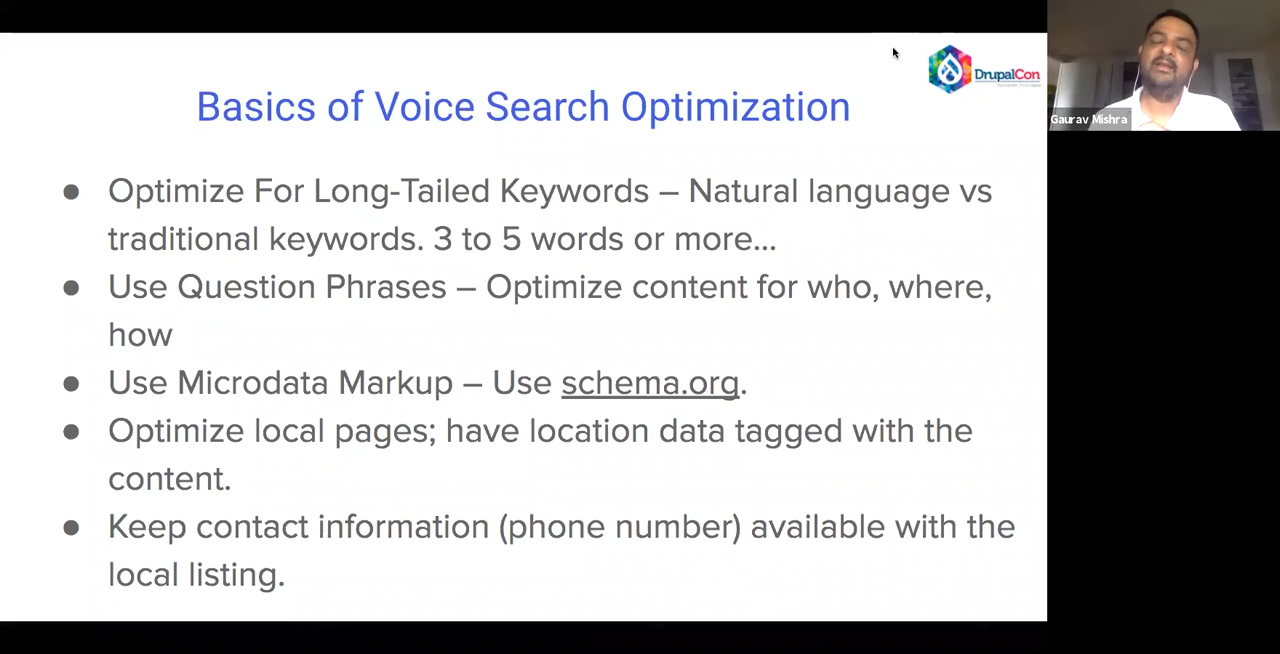 DrupalCon
Gaurav Mishra
Basics of Voice Search Optimization
● Optimize For Long-Tailed Keywords – Natural language vs
traditional keywords. 3 to 5 words or more...
● Use Question Phrases – Optimize content for who, where,
how
● Use Microdata Markup – Use schema.org.
● Optimize local pages; have location data tagged with the
content.
● Keep contact information (phone number) available with the
local listing.